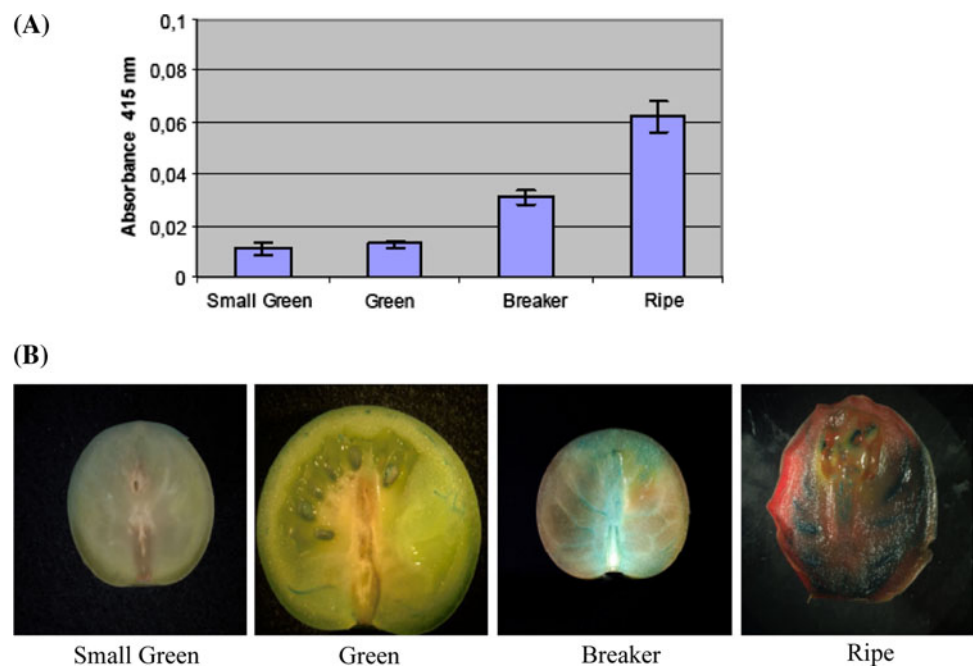 (A)
Absorbance 415 nm
0,1
0,08
0,06
0,04
0,02
0
Small Green Green Breaker Ripe
(B)
Small Green Green Breaker Ripe